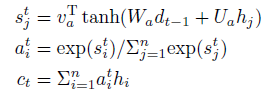 s_j^t = v_a^T tanh(W_a d_{t−1} + U_a h_j)
a_i^t = exp(s_i^t)/Σ_{j=1}^n exp(s_j^t)
c_t = Σ_{i=1}^n a_i^t h_i